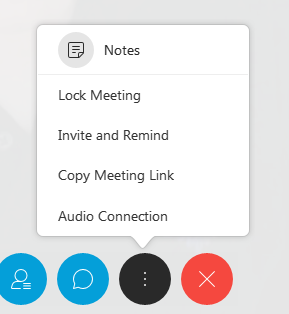 Notes
Lock Meeting
Invite and Remind
Copy Meeting Link
Audio Connection